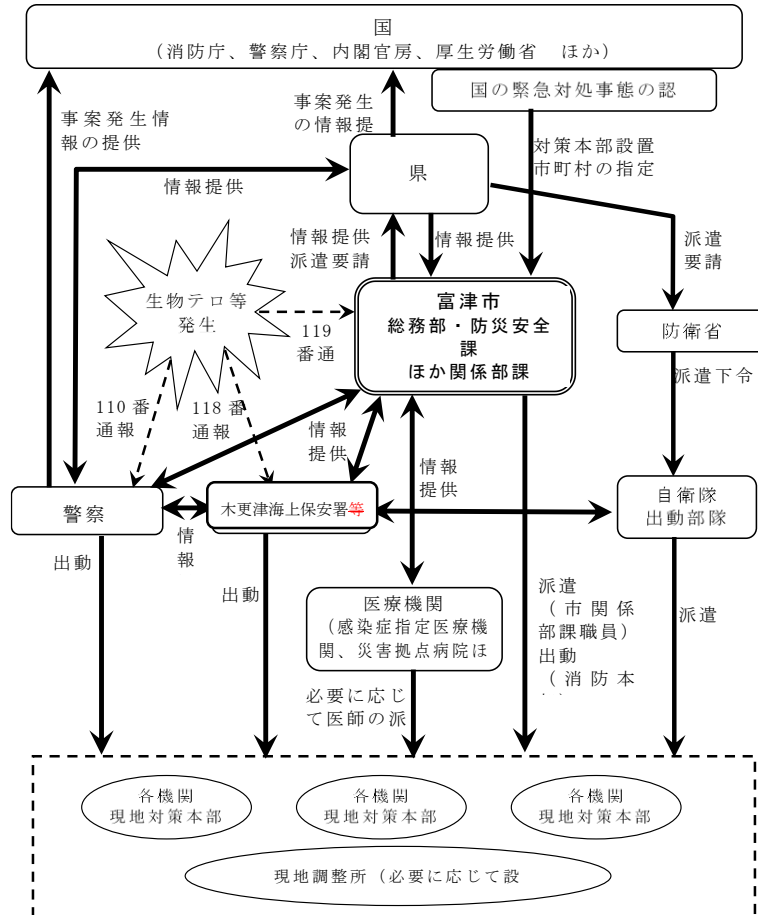 国
（消防庁、警察庁、内閣官房、厚生労働省　ほか）
国の緊急対処事態の認
事案発生情
報の提供
事案発生
の情報提
対策本部設置
市町村の指定
県
情報提供
情報提供
派遣要請
情報提供
派遣
要請
生物テロ等
発生
119
番通
富津市
総務部・防災安全
課
ほか関係部課
防衛省
派遣下令
110 番
通報
118 番
通報
情報
提供
情報
提供
警察
情
報
木更津海上保安署等
自衛隊
出動部隊
出動
出動
医療機関
（感染症指定医療機
関、災害拠点病院ほ
派遣
（市関係
部課職員）
出動
（消防本
派遣
必要に応じ
て医師の派
各機関
現地対策本部
各機関
現地対策本部
各機関
現地対策本部
現地調整所（必要に応じて設